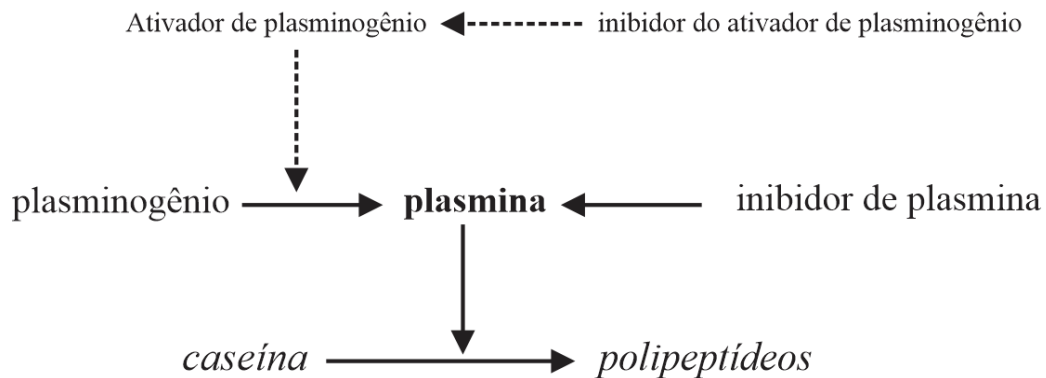 Ativador de plasminogênio inibidor do ativador de plasminogênio
plasminogênio plasmina inibidor de plasmina
caseína polipeptídeos